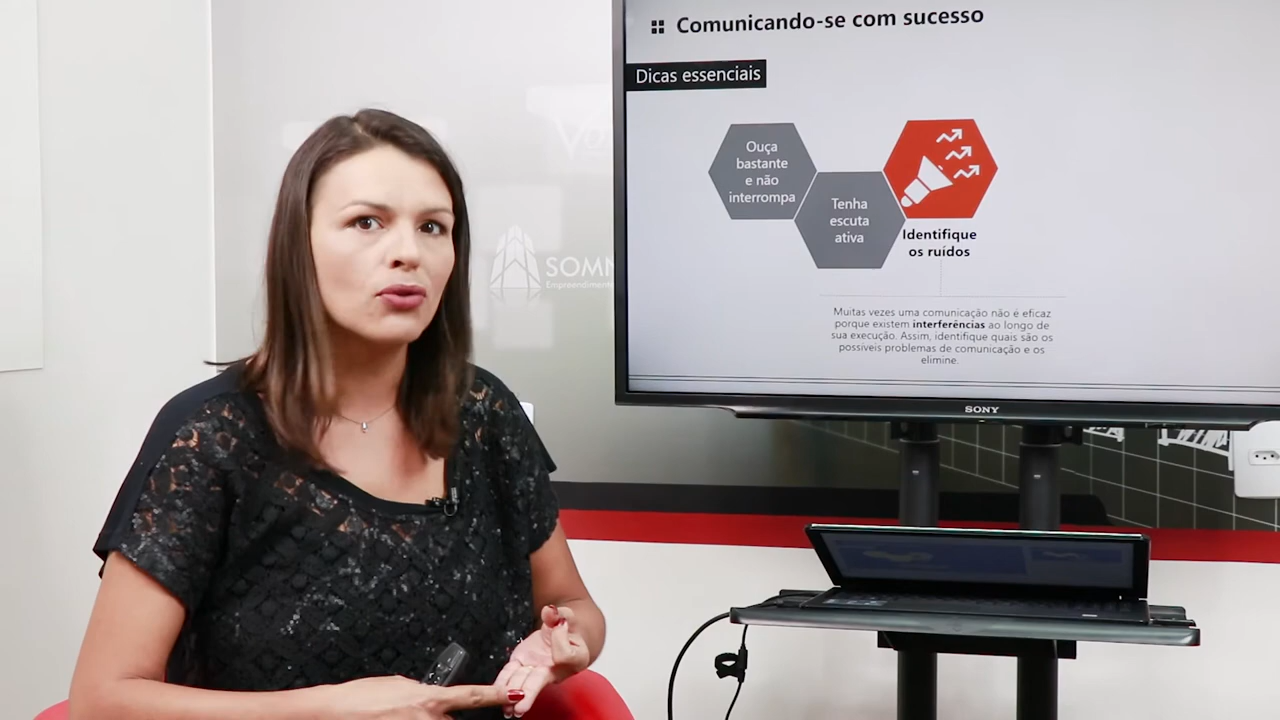 Comunicando-se com sucesso
Dicas essenciais
Ouça
bastante
e não
interrompa
Tenha
escuta
ativa
Identifique
os ruídos
Muitas vezes uma comunicação não é eficaz
porque existem interferências ao longo de
sua execução. Assim, identifique quais são os
possíveis problemas de comunicação e os
elimine.
SONY